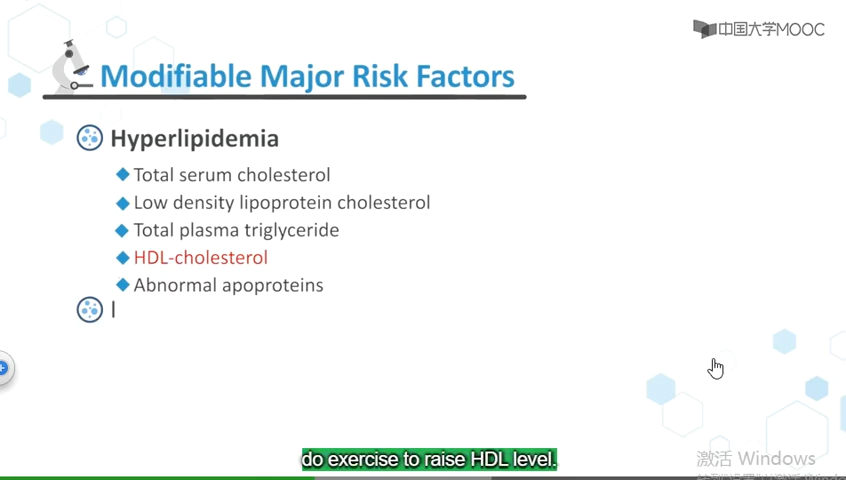 中国大学MOOC
Modifiable Major Risk Factors
Hyperlipidemia
Total serum cholesterol
Low density lipoprotein cholesterol
Total plasma triglyceride
HDL-cholesterol
Abnormal apoproteins
l
do exercise to raise HDL level.
激活 Windows